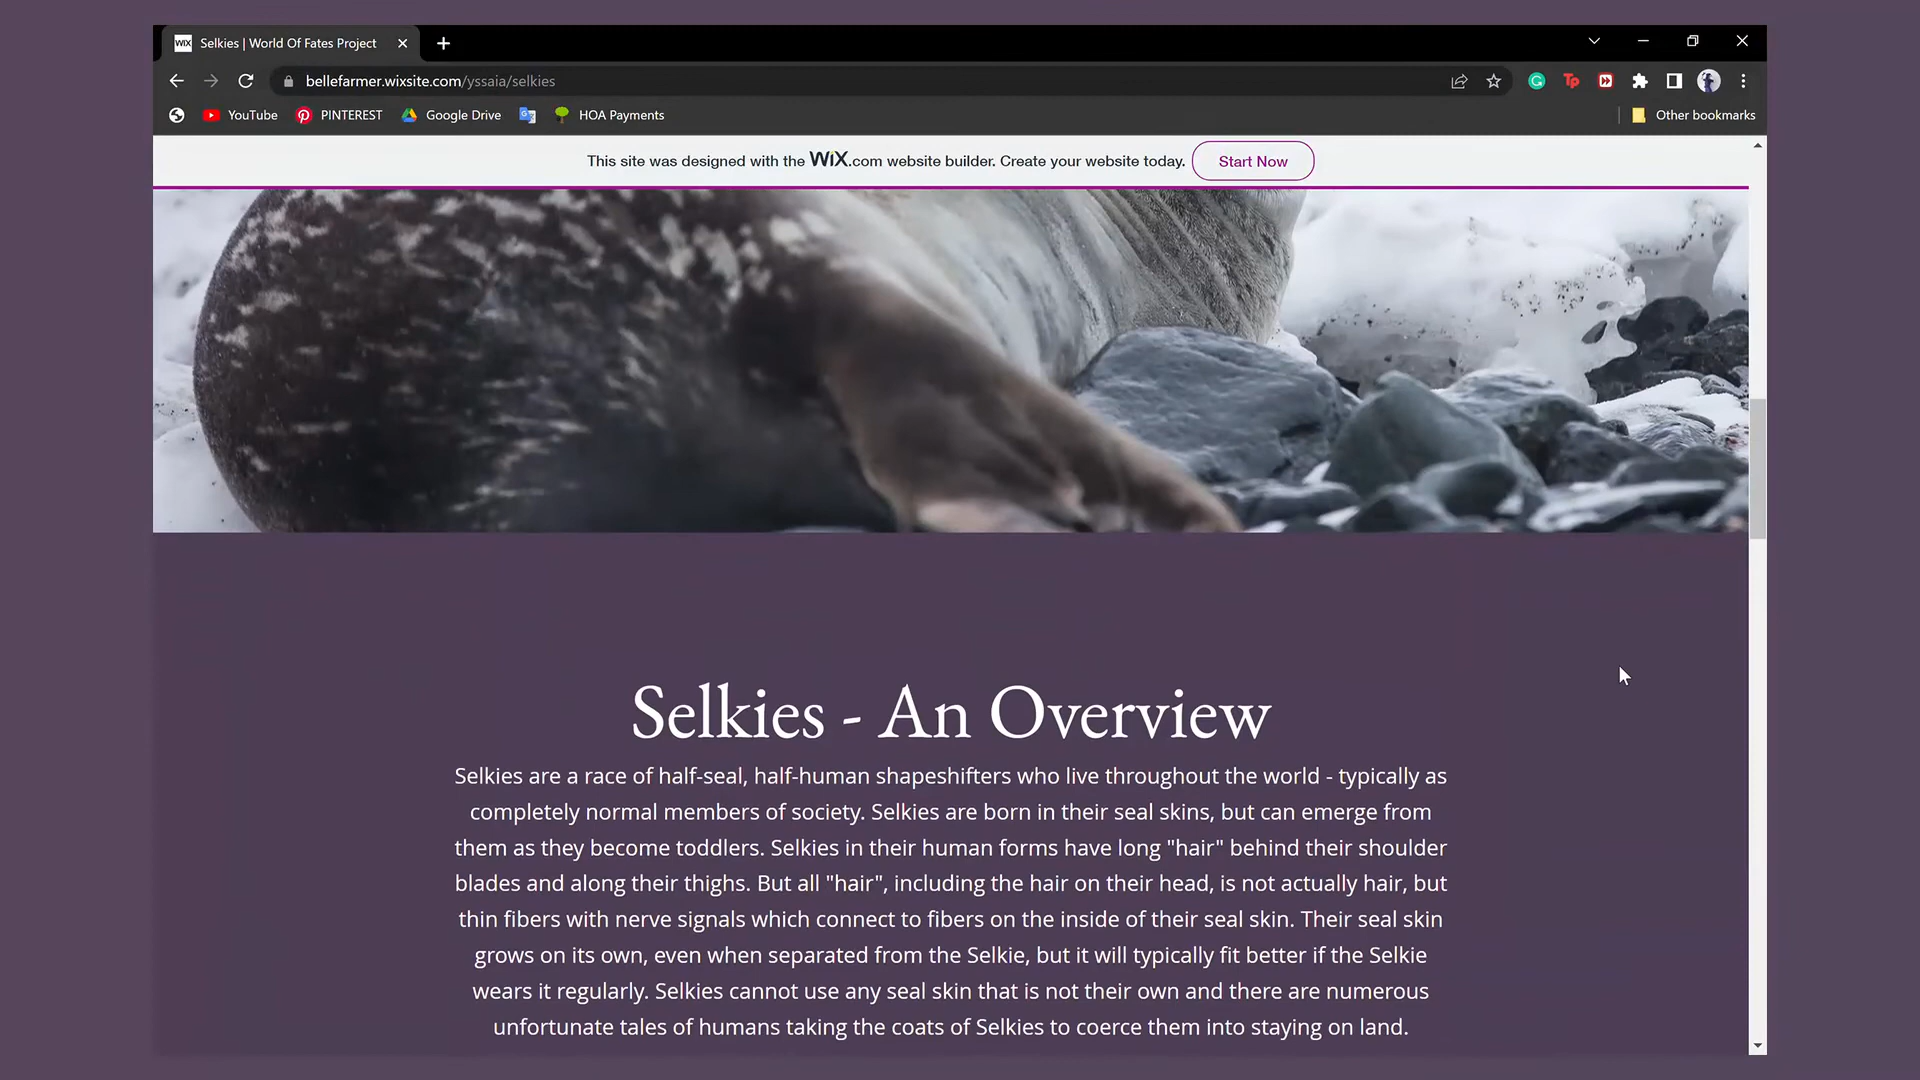 WiX Selkies | World Of Fates Project
bellefarmer.wixsite.com/yssaia/selkies
YouTube PINTEREST Google Drive HOA Payments Other bookmarks
This site was designed with the WiX.com website builder. Create your website today. Start Now
Selkies - An Overview
Selkies are a race of half-seal, half-human shapeshifters who live throughout the world - typically as
completely normal members of society. Selkies are born in their seal skins, but can emerge from
them as they become toddlers. Selkies in their human forms have long "hair" behind their shoulder
blades and along their thighs. But all "hair", including the hair on their head, is not actually hair, but
thin fibers with nerve signals which connect to fibers on the inside of their seal skin. Their seal skin
grows on its own, even when separated from the Selkie, but it will typically fit better if the Selkie
wears it regularly. Selkies cannot use any seal skin that is not their own and there are numerous
unfortunate tales of humans taking the coats of Selkies to coerce them into staying on land.